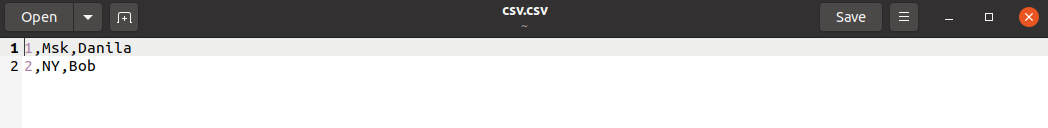 Open
csv.csv
~
Save
1 1,Msk,Danila
2 2,NY,Bob